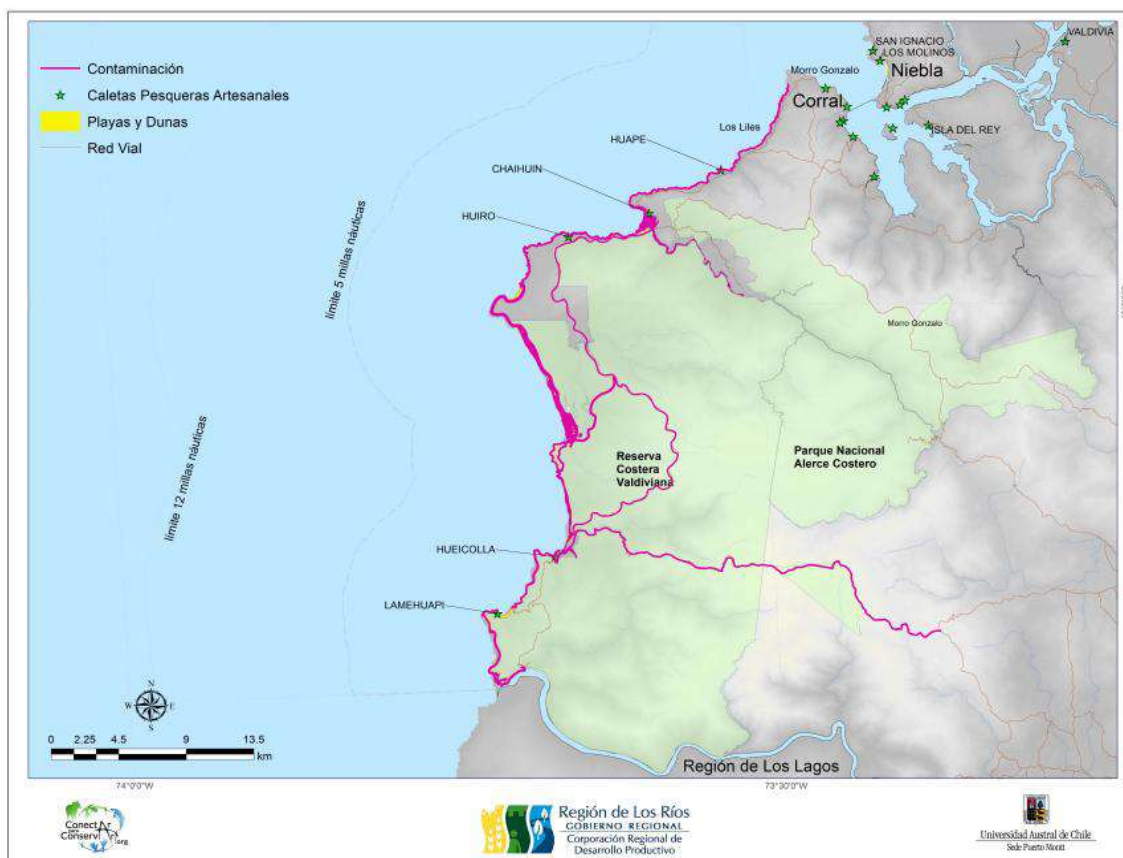 Contaminación
Caletas Pesqueras Artesanales
Playas y Dunas
Red Vial
SAN IGNACIO
LOS MOLINOS
VALDIVIA
Niebla
Morro Gonzalo
Corral
ISLA DEL REY
Los Liles
HUAPE
CHAIHUIN
HUIRO
límite 5 millas náuticas
límite 12 millas náuticas
Morro Gonzalo
Reserva
Costera
Valdiviana
Parque Nacional
Alerce Costero
HUEICOLLA
LAMEHUAPI
N
W E
S
0 2.25 4.5 9 13.5
km
Región de Los Lagos
74°0'0"W
73°30'0"W
Conectar
para
Conservar.org
Región de Los Ríos
GOBIERNO REGIONAL
Corporación Regional de
Desarrollo Productivo
Universidad Austral de Chile
Sede Puerto Montt